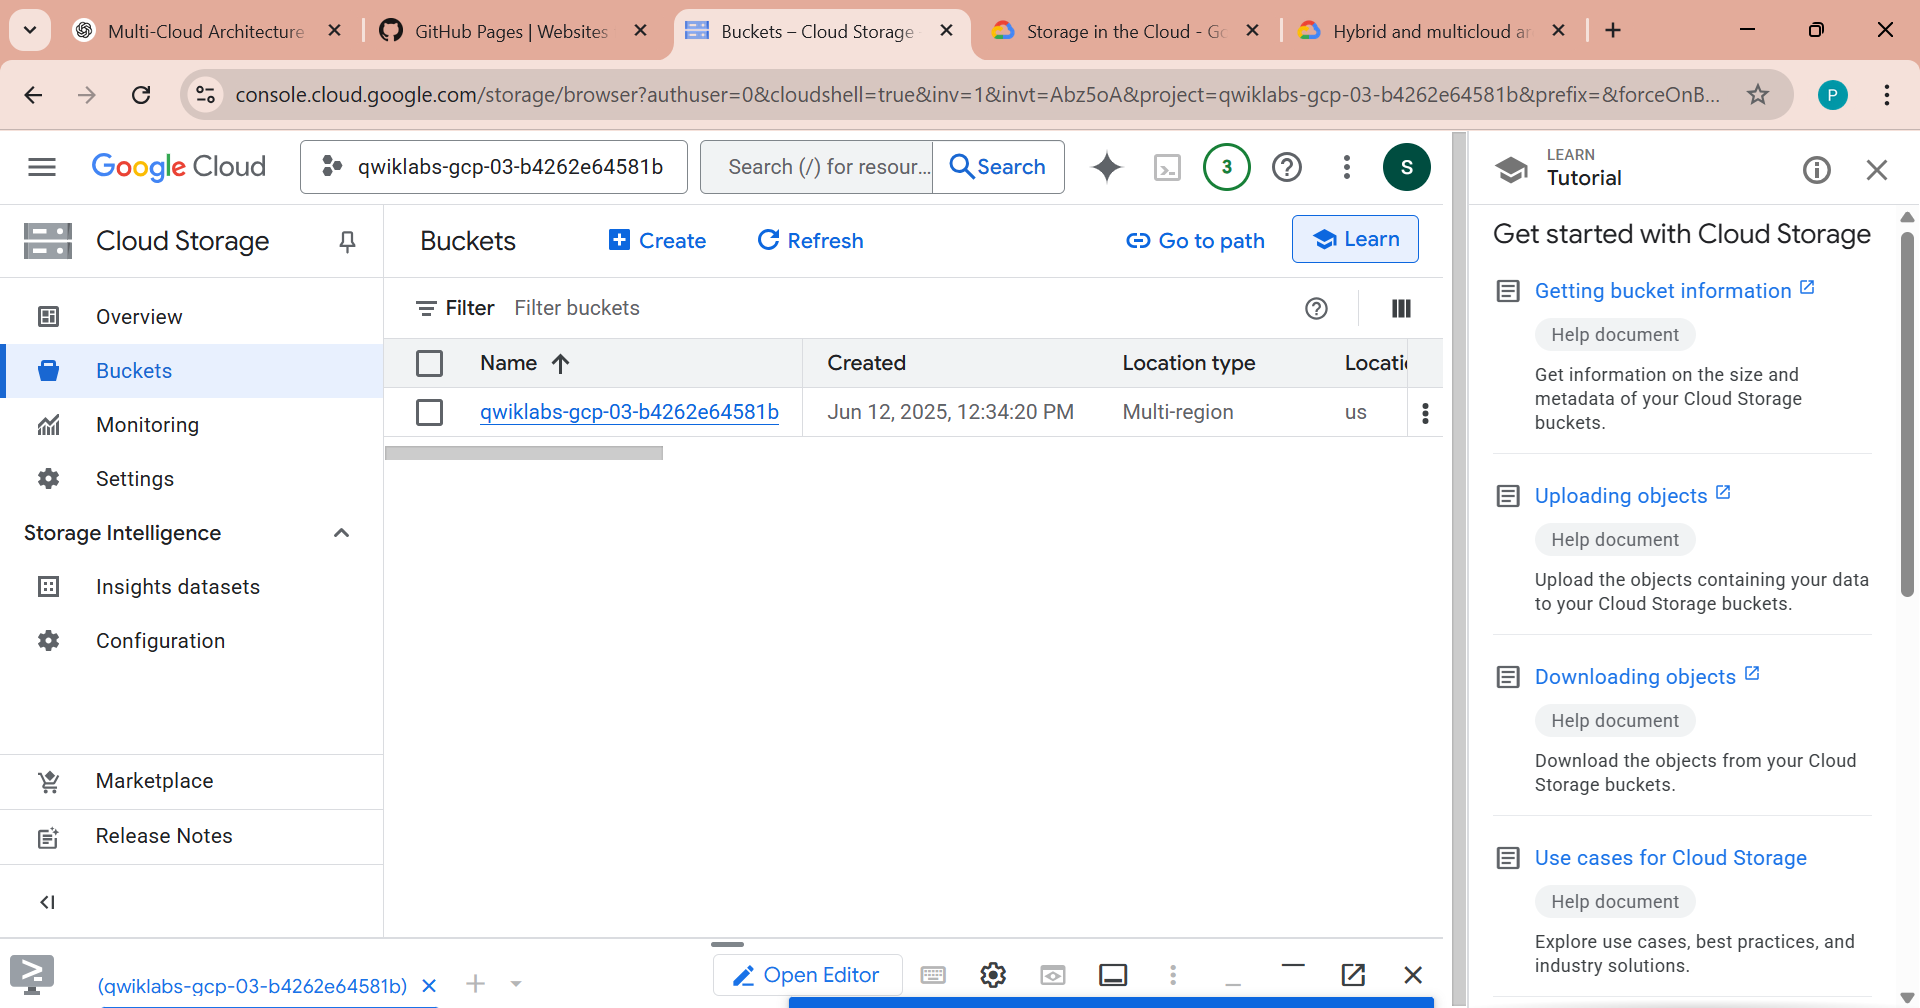 Multi-Cloud Architecture
GitHub Pages | Websites
Buckets – Cloud Storage
Storage in the Cloud - Go
Hybrid and multicloud ar
console.cloud.google.com/storage/browser?authuser=0&cloudshell=true&inv=1&invt=Abz5oA&project=qwiklabs-gcp-03-b4262e64581b&prefix=&forceOnB...
P
Google Cloud
qwiklabs-gcp-03-b4262e64581b
Search (/) for resour...
Search
3
S
LEARN
Tutorial
Cloud Storage
Buckets
Create
Refresh
Go to path
Learn
Overview
Buckets
Monitoring
Settings
Storage Intelligence
Insights datasets
Configuration
Marketplace
Release Notes
Filter Filter buckets
Name Created Location type Locatio
qwiklabs-gcp-03-b4262e64581b Jun 12, 2025, 12:34:20 PM Multi-region us
Get started with Cloud Storage
Getting bucket information
Help document
Get information on the size and
metadata of your Cloud Storage
buckets.
Uploading objects
Help document
Upload the objects containing your data
to your Cloud Storage buckets.
Downloading objects
Help document
Download the objects from your Cloud
Storage buckets.
Use cases for Cloud Storage
Help document
Explore use cases, best practices, and
industry solutions.
(qwiklabs-gcp-03-b4262e64581b)
Open Editor